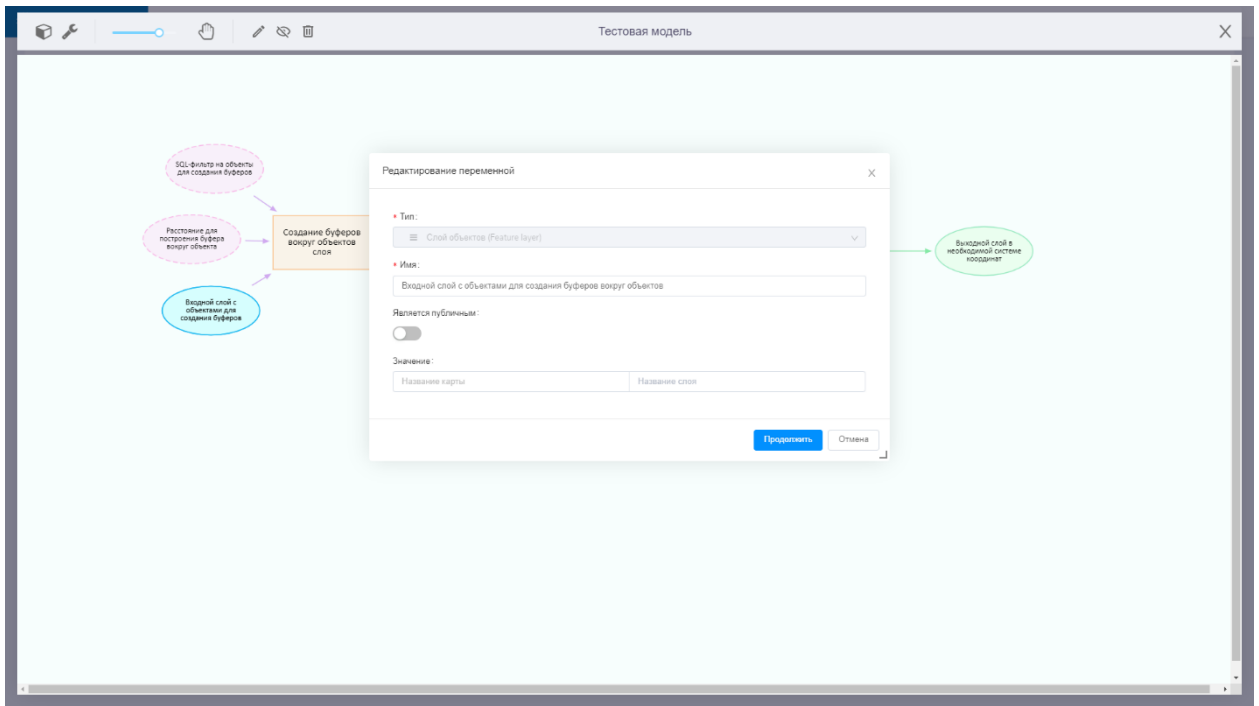 Тестовая модель
SQL-фильтр на объекты
для создания буферов
Расстояние для
построения буфера
вокруг объекта
Входной слой с
объектами для
создания буферов
Создание буферов
вокруг объектов
слоя
Редактирование переменной
* Тип:
Слой объектов (Feature layer)
* Имя:
Входной слой с объектами для создания буферов вокруг объектов
Является публичным:
Значение:
Название карты
Название слоя
Продолжить
Отмена
Выходной слой в
необходимой системе
координат